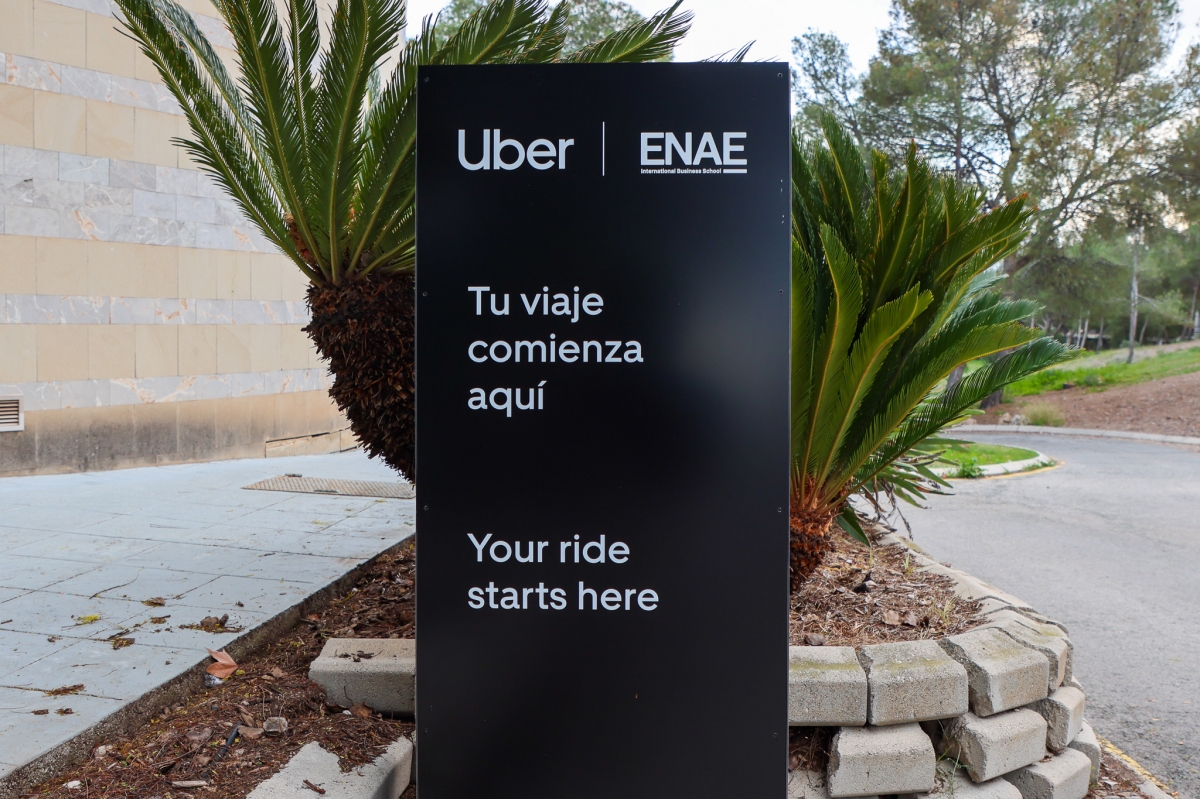 Uber | ENAE
International Business School
Tu viaje
comienza
aquí
Your ride
starts here